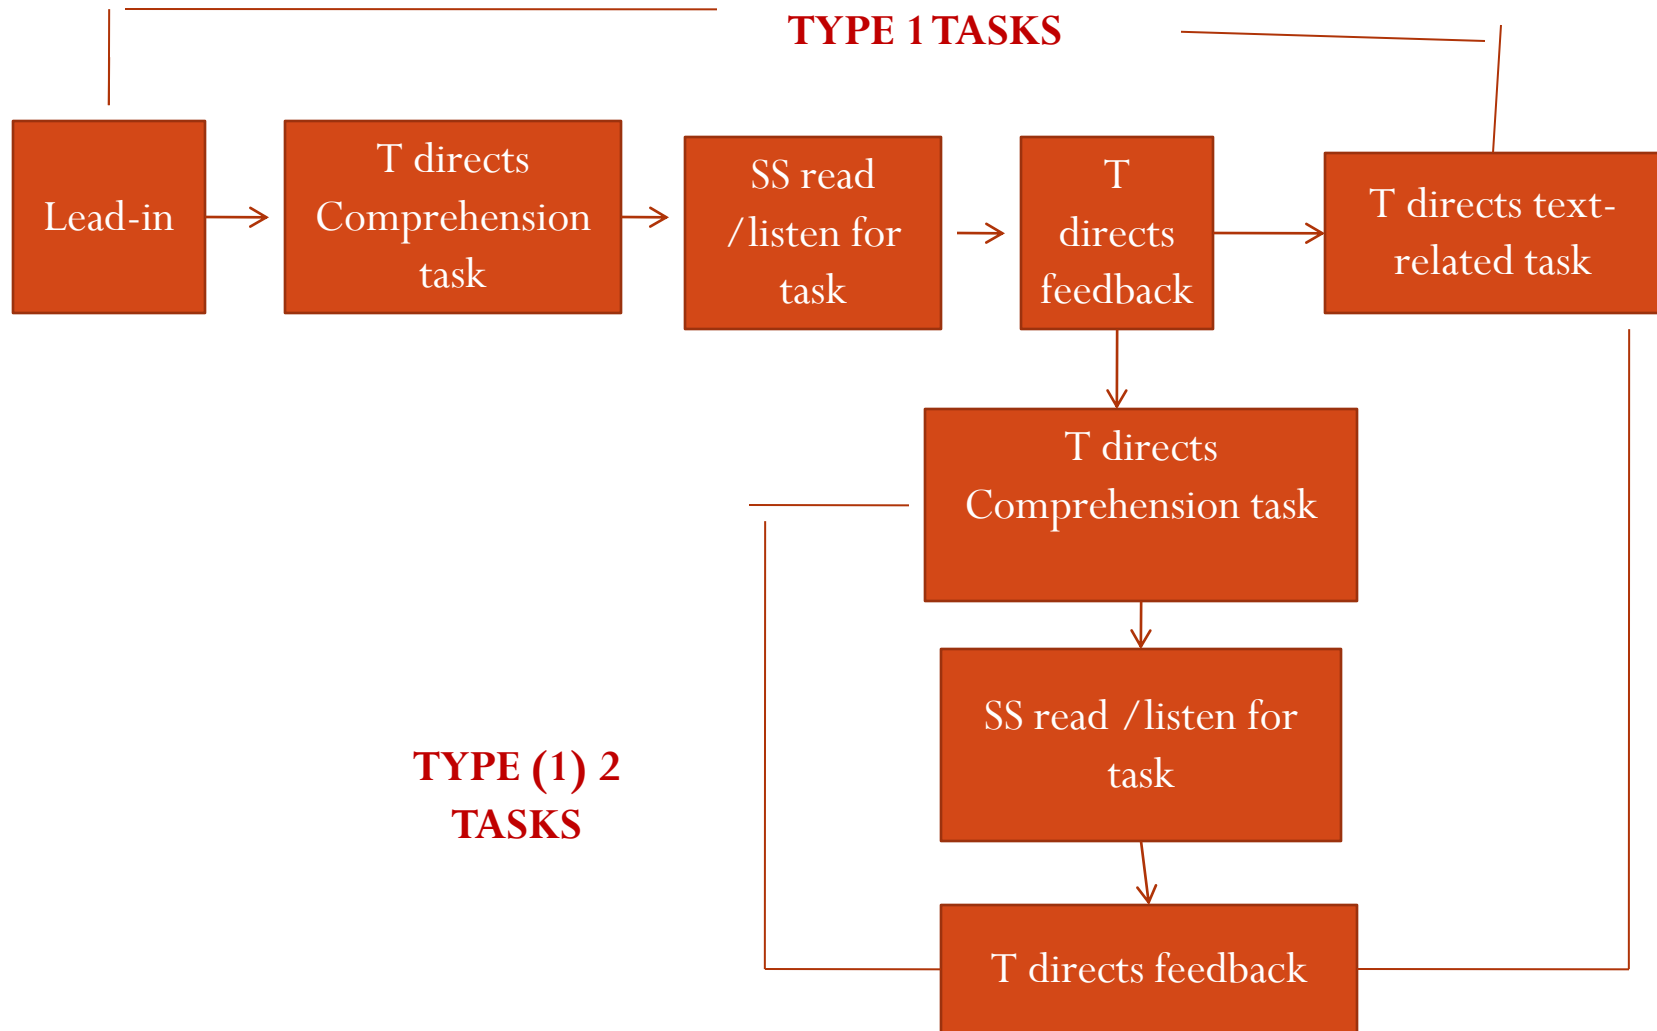 TYPE 1 TASKS
Lead-in
T directs
Comprehension
task
SS read
/listen for
task
T
directs
feedback
T directs text-
related task
T directs
Comprehension task
SS read /listen for
task
TYPE (1) 2
TASKS
T directs feedback